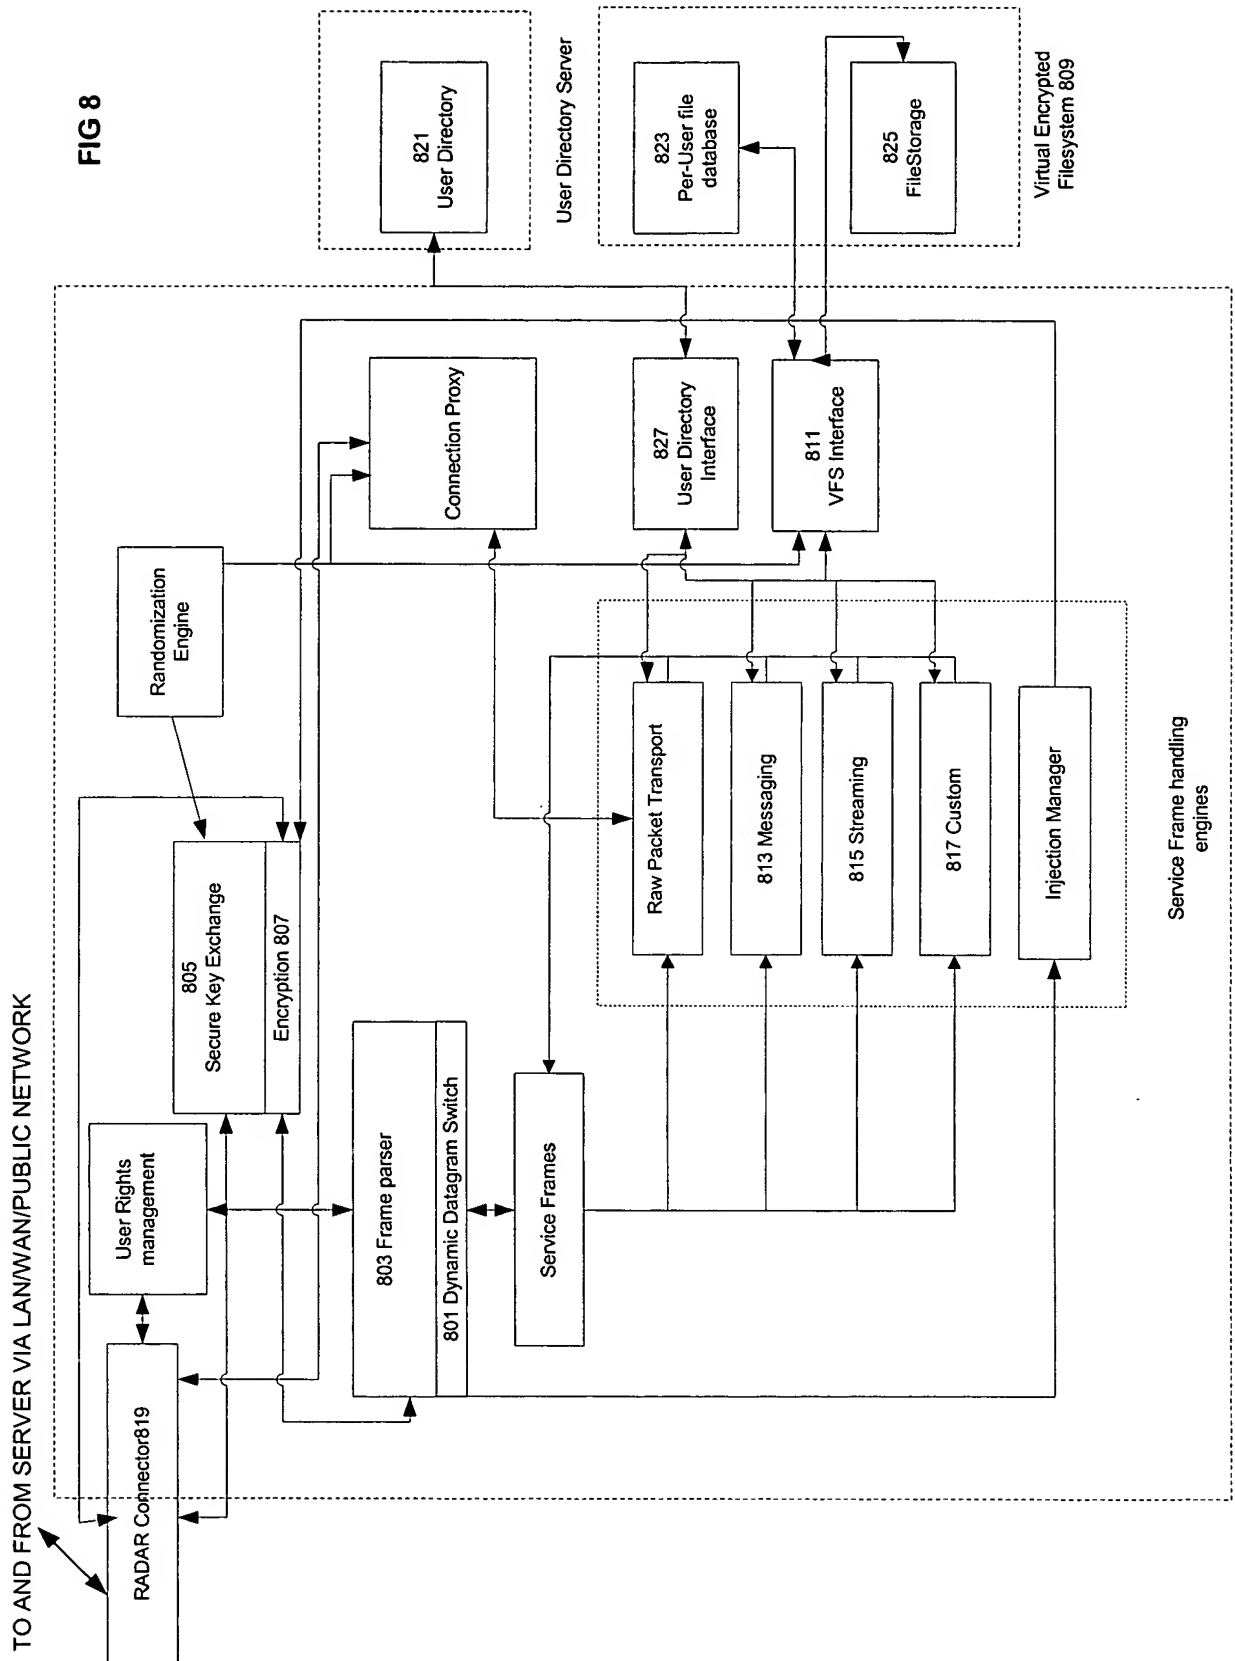 FIG 8
TO AND FROM SERVER VIA LAN/WAN/PUBLIC NETWORK
RADAR Connector819
User Rights
management
805
Secure Key Exchange
Encryption 807
Randomization
Engine
803 Frame parser
801 Dynamic Datagram Switch
Service Frames
Connection Proxy
821
User Directory
User Directory Server
827
User Directory
Interface
811
VFS Interface
823
Per-User file
database
825
FileStorage
Virtual Encrypted
Filesystem 809
Raw Packet Transport
813 Messaging
815 Streaming
817 Custom
Injection Manager
Service Frame handling
engines